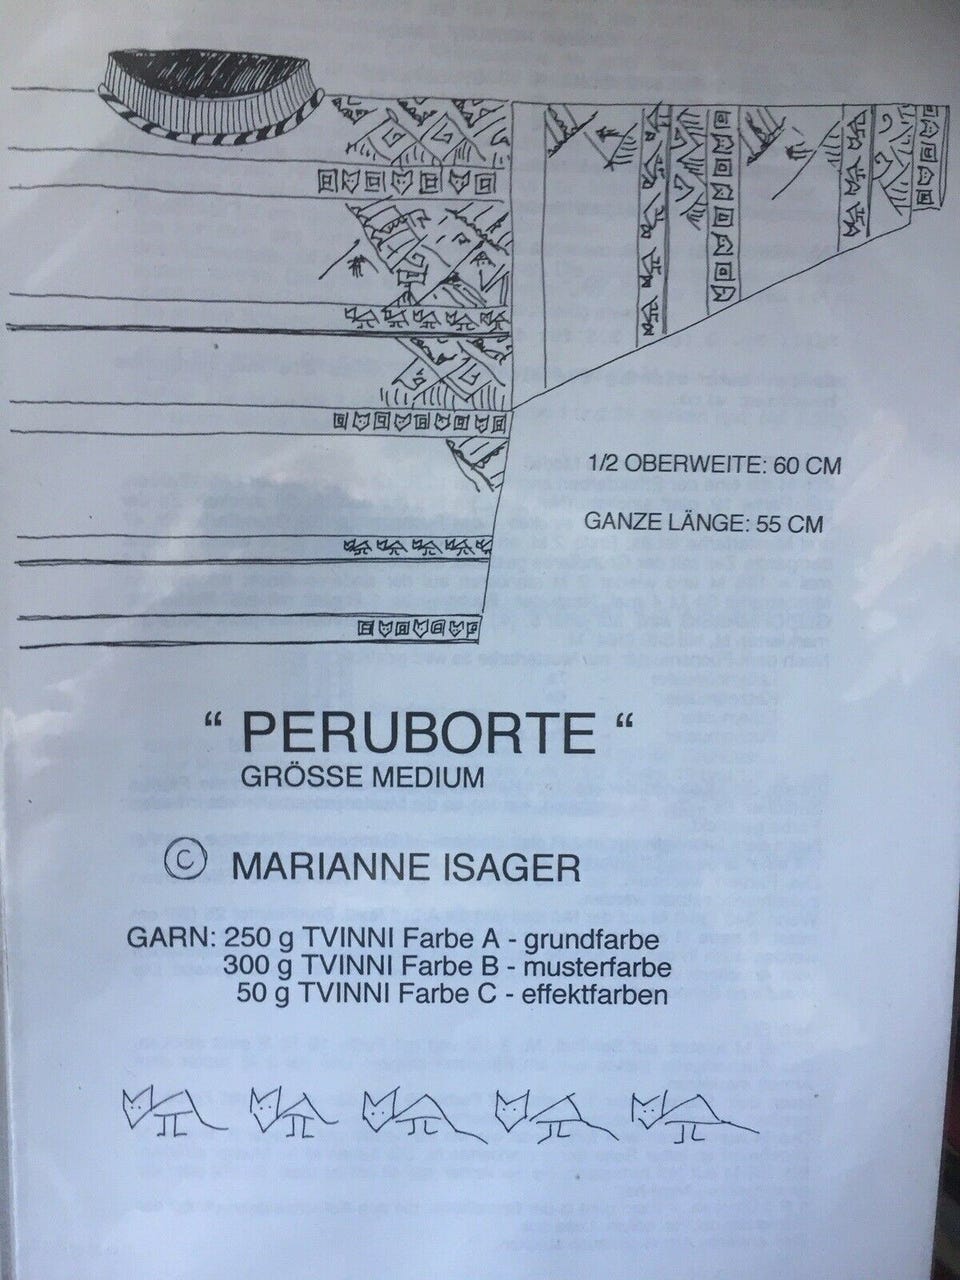 1/2 OBERWEITE: 60 CM
GANZE LÄNGE: 55 CM
“ PERUBORTE “
GRÖSSE MEDIUM
© MARIANNE ISAGER
GARN: 250 g TVINNI Farbe A - grundfarbe
300 g TVINNI Farbe B - musterfarbe
50 g TVINNI Farbe C - effektfarben